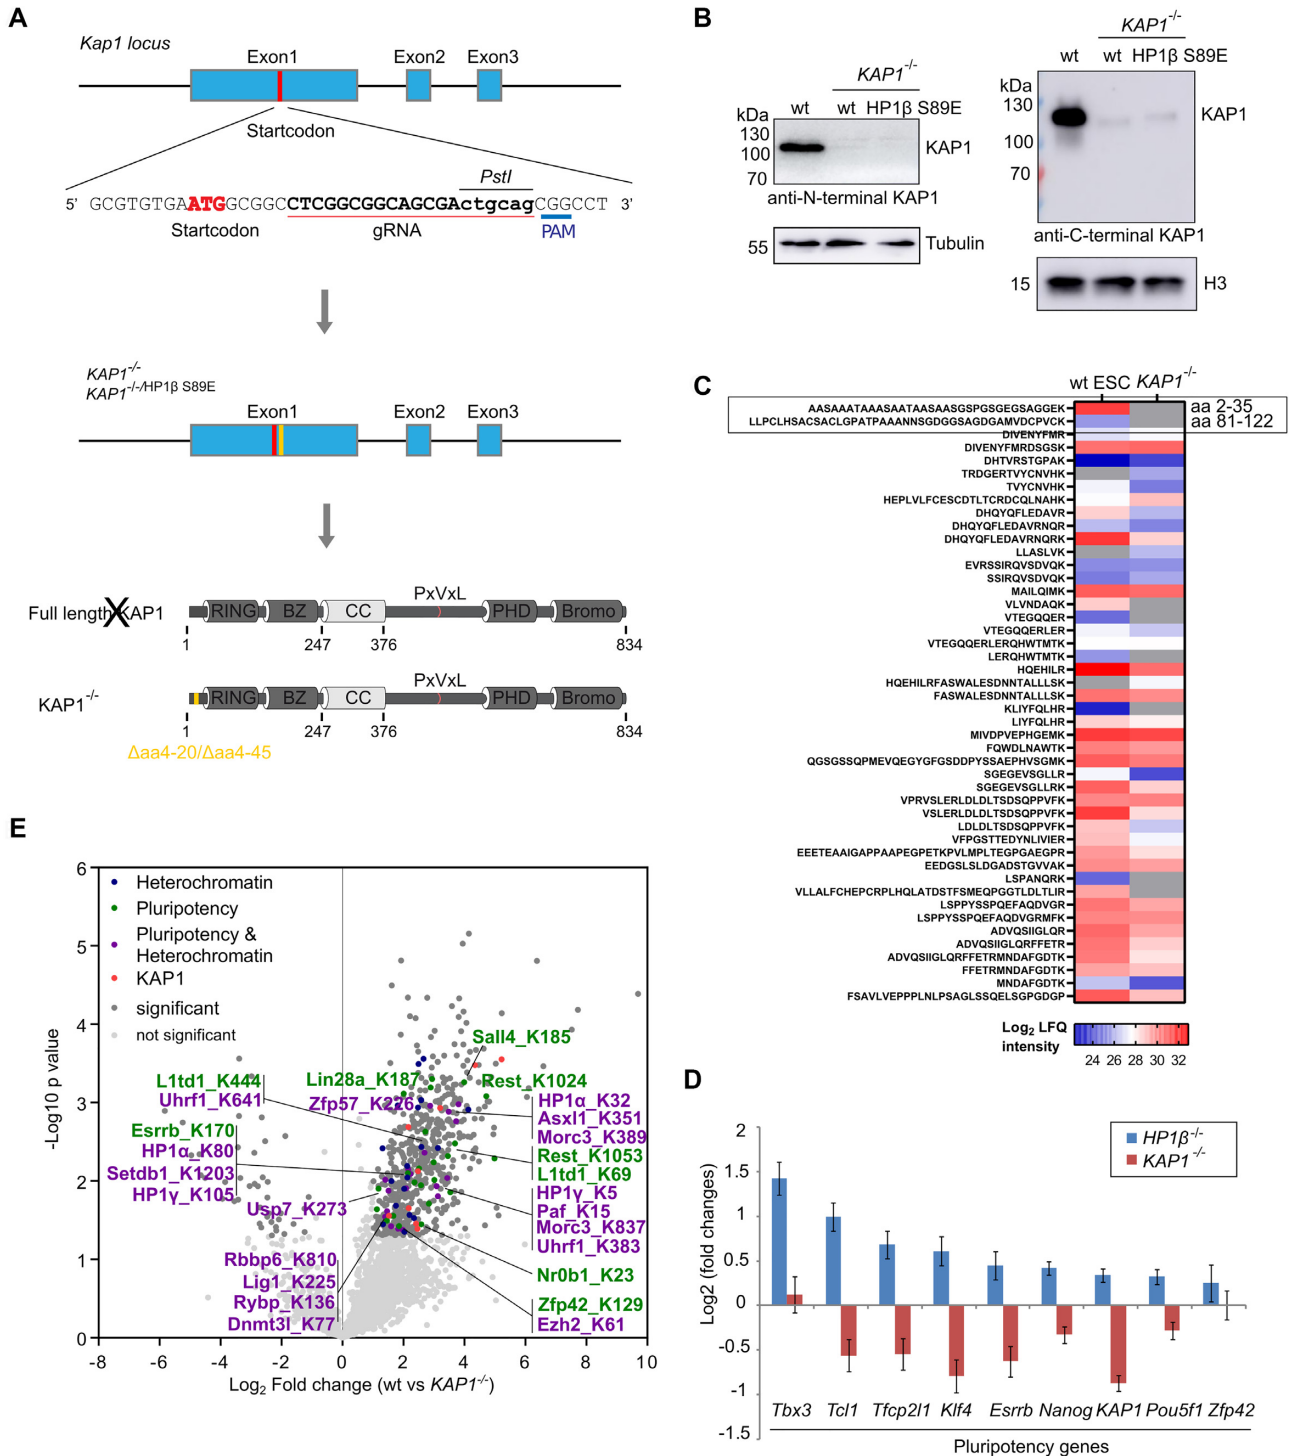 A
Kap1 locus
Exon1
Exon2
Exon3
Startcodon
PstI
5' GCGTGTGAATGGCGGCCTCGGCGGCAGCGActgcagCGGCCT 3'
Startcodon
gRNA
PAM
KAP1-/-
KAP1-/-/HP1β S89E
Exon1
Exon2
Exon3
Full length KAP1
X
RING
BZ
CC
PxVxL
PHD
Bromo
1
247
376
834
KAP1-/-
RING
BZ
CC
PxVxL
PHD
Bromo
1
247
376
834
Δaa4-20/Δaa4-45
B
KAP1-/-
wt
wt
HP1β S89E
kDa
130
100
70
KAP1
anti-N-terminal KAP1
55
Tubulin
KAP1-/-
wt
wt
HP1β S89E
kDa
130
100
70
KAP1
anti-C-terminal KAP1
15
H3
C
wt ESC
KAP1-/-
AASAAATAAASAATAASAASGSPGSGEGSAGGEK
aa 2-35
LLPCLHSACSACLGPATPAAANNSGDGGSAGDGAMVDCPVCK
aa 81-122
DIVENYFMR
DIVENYFMRDSGSK
DHTVRSTGPAK
TRDGERTVYCNVHK
TVYCNVHK
HEPLVLFCESCDTLTCRDCQLNAHK
DHQYQFLEDAVR
DHQYQFLEDAVRNQR
DHQYQFLEDAVRNQRK
LLASLVK
EVRSSIRQVSDVQK
SSIRQVSDVQK
MAILQIMK
VLVNDAQK
VTEGQQER
VTEGQQERLER
VTEGQQERLERQHWTMTK
LERQHWTMTK
HQEHILR
HQEHILRFASWALESDNNTALLLSK
FASWALESDNNTALLLSK
KLIYFQLHR
LIYFQLHR
MIVDPVEPHGEMK
FQWDLNAWTK
QGSGSSQPMEVQEGYGFGSDDPYSSAEPHVSGMK
SGEGEVSGLLR
SGEGEVSGLLRK
VPRVSLERLDLDLTSDSQPPVFK
VSLERLDLDLTSDSQPPVFK
LDLDLTSDSQPPVFK
VFPGSTTEDYNLIVIER
EEETEAAIGAPPAAPEGPETKPVLMPLTEGPGAEGPR
EEDGSLSLDGADSTGVVAK
LSPANQRK
VLLALFCHEPCRPLHQLATDSTFSMEQPGGTLDLTLIR
LSPPYSSPQEFAQDVGR
LSPPYSSPQEFAQDVGRMFK
ADVQSIIGLQR
ADVQSIIGLQRFFETR
ADVQSIIGLQRFFETRMNDAFGDTK
FFETRMNDAFGDTK
MNDAFGDTK
FSAVLVEPPPLNLPSAGLSSQELSGPGDGP
Log2 LFQ
intensity
24 26 28 30 32
D
Log2 (fold changes)
2
1.5
1
0.5
0
-0.5
-1
-1.5
HP1β-/-
KAP1-/-
Tbx3 Tcl1 Tfcp2l1 Klf4 Esrrb Nanog KAP1 Pou5f1 Zfp42
Pluripotency genes
E
-Log10 p value
6
5
4
3
2
1
0
Heterochromatin
Pluripotency
Pluripotency &
Heterochromatin
KAP1
significant
not significant
Sall4_K185
L1td1_K444
Uhrf1_K641
Lin28a_K187
Zfp57_K226
Rest_K1024
HP1α_K32
Asxl1_K351
Morc3_K389
Esrrb_K170
HP1α_K80
Setdb1_K1203
HP1γ_K105
Rest_K1053
L1td1_K69
Usp7_K273
HP1γ_K5
Paf_K15
Morc3_K837
Uhrf1_K383
Rbbp6_K810
Lig1_K225
Rybp_K136
Dnmt3l_K77
Nr0b1_K23
Zfp42_K129
Ezh2_K61
-8 -6 -4 -2 0 2 4 6 8 10
Log2 Fold change (wt vs KAP1-/-)